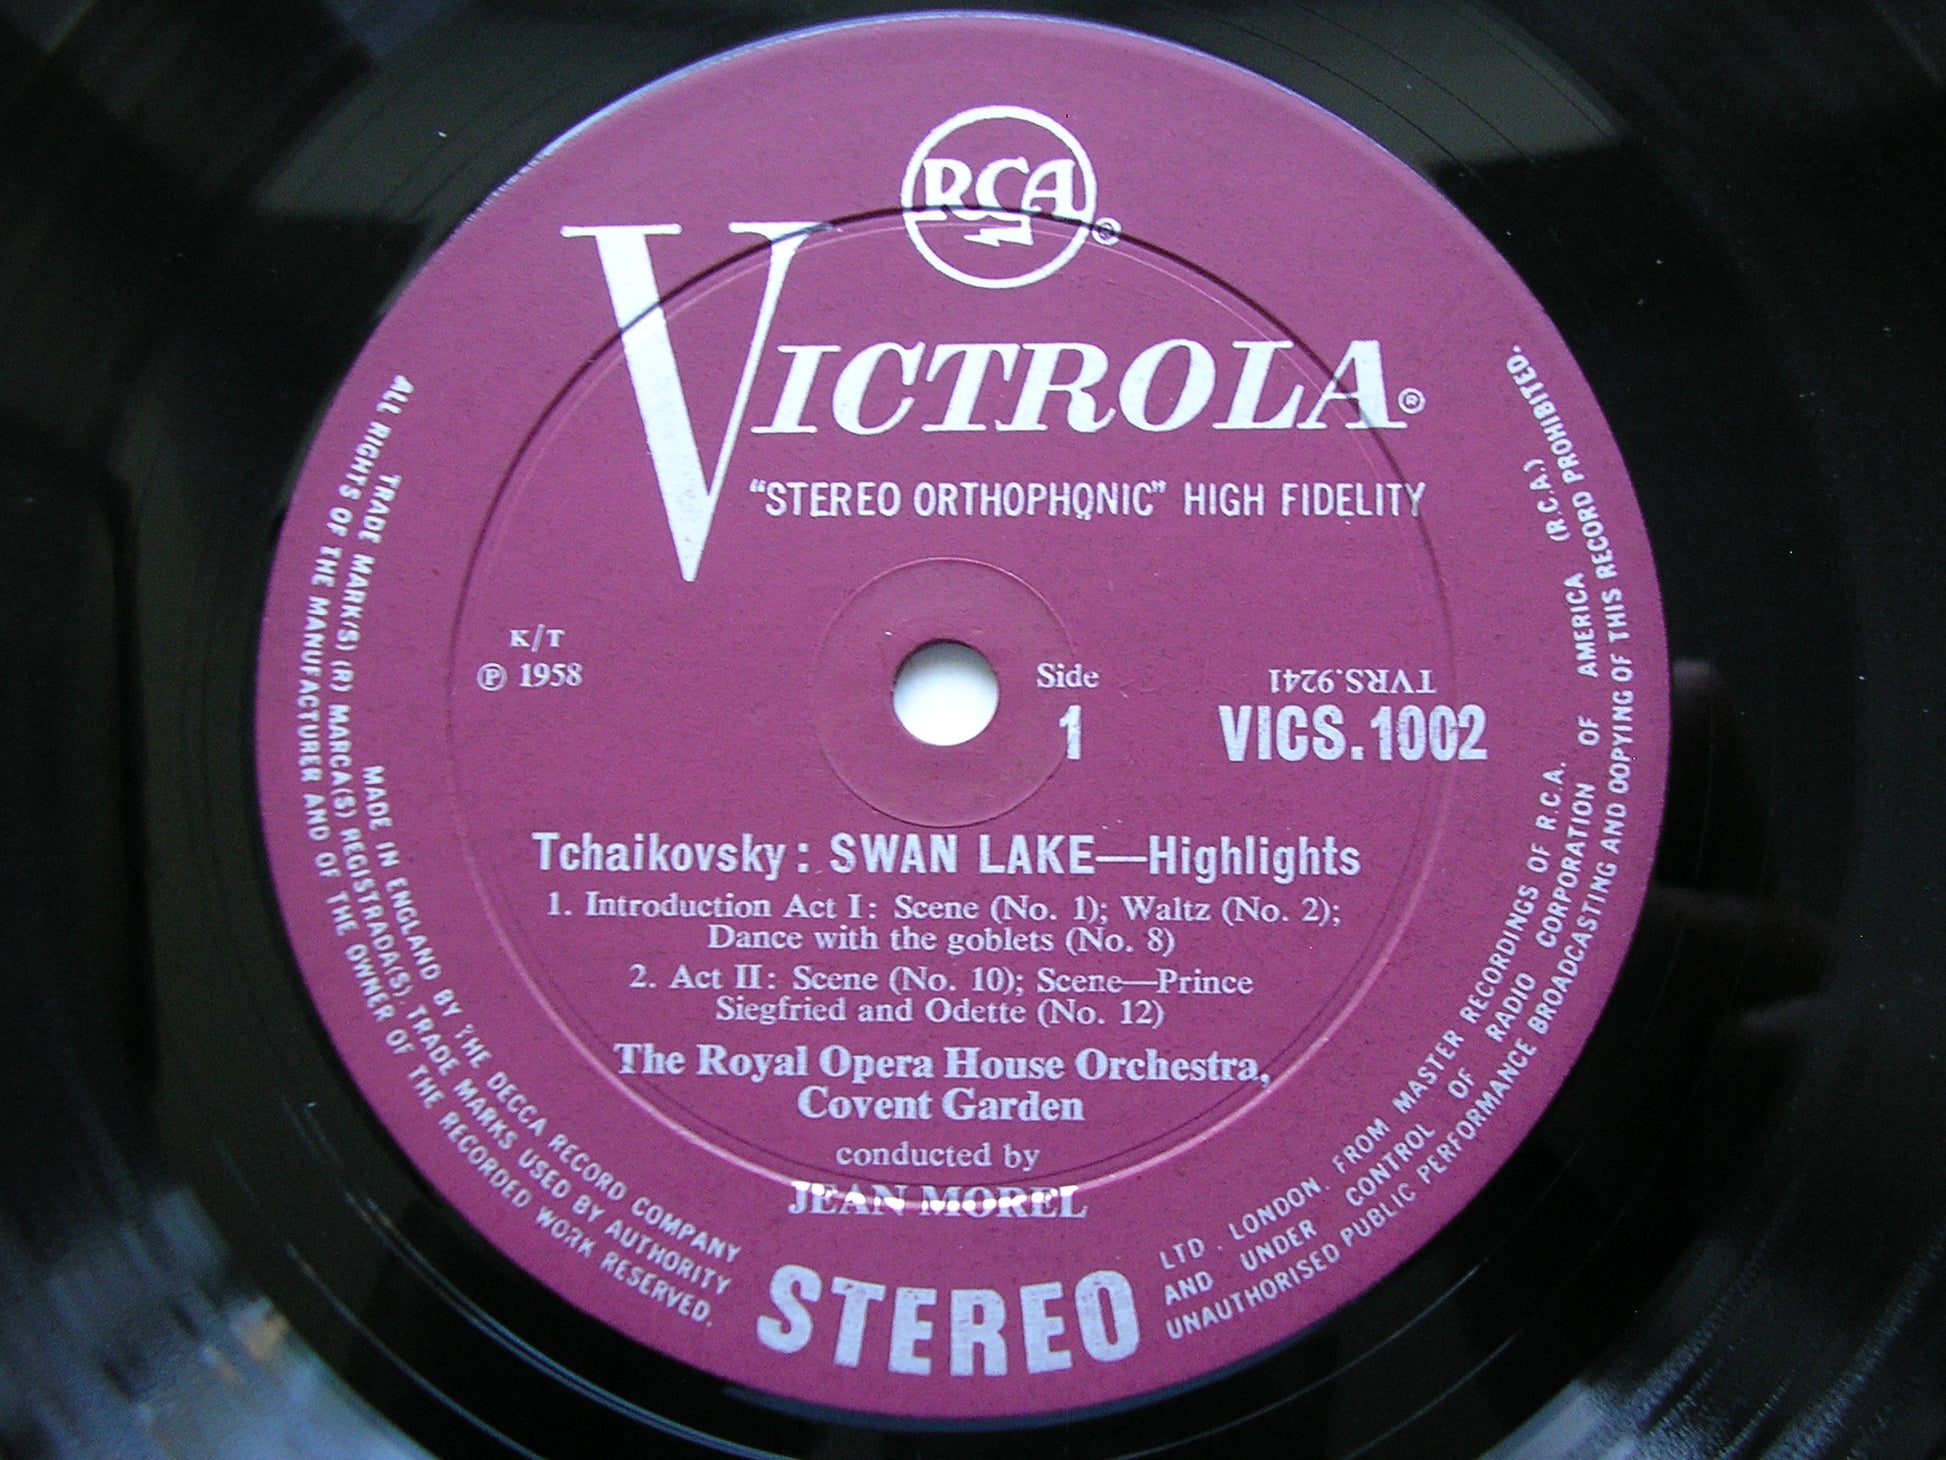 RCA
®
VICTROLA®
"STEREO ORTHOPHONIC" HIGH FIDELITY
K/T
Ⓟ 1958
Side
1
TVRS.9241
VICS.1002
Tchaikovsky: SWAN LAKE—Highlights
1. Introduction Act I: Scene (No. 1); Waltz (No. 2);
Dance with the goblets (No. 8)
2. Act II: Scene (No. 10); Scene—Prince
Siegfried and Odette (No. 12)
The Royal Opera House Orchestra,
Covent Garden
conducted by
JEAN MOREL
STEREO
MADE IN ENGLAND BY THE DECCA RECORD COMPANY LTD. LONDON. FROM MASTER RECORDINGS OF R.C.A.
TRADE MARK(S) (R) MARCA(S) REGISTRADA(S). TRADE MARKS USED BY AUTHORITY AND UNDER CONTROL OF RADIO CORPORATION OF AMERICA (R.C.A.)
ALL RIGHTS OF THE MANUFACTURER AND OF THE OWNER OF THE RECORDED WORK RESERVED. UNAUTHORISED PUBLIC PERFORMANCE BROADCASTING AND COPYING OF THIS RECORD PROHIBITED.